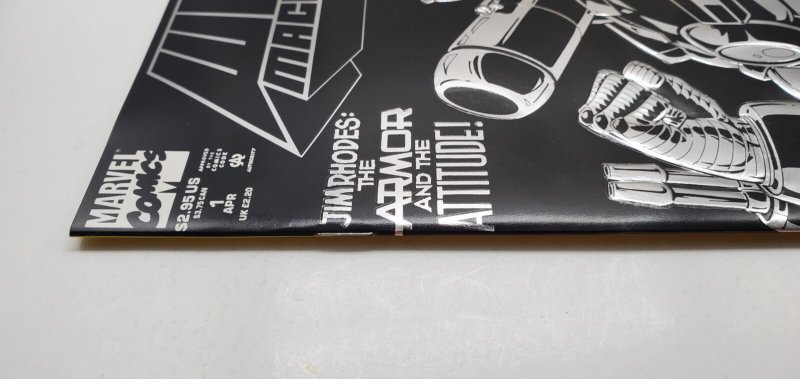 MAC
MARVEL
COMICS
$2.95 US
$3.75 CAN
1
APR
UK £2.20
APPROVED
BY THE
COMICS
CODE
AUTHORITY
JIM RHODES:
THE
ARMOR
AND THE
ATTITUDE!